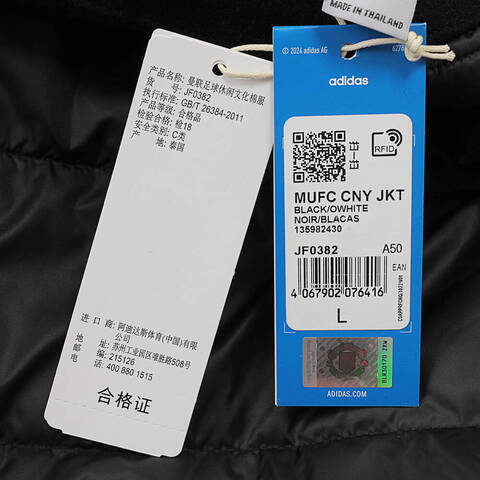 产品名称: 曼联足球休闲文化棉服
货号: JF0382
执行标准: GB/T 26384-2011
产品等级: 合格品
检验合格: 检18
安全类别: C类
产 地: 泰国
进 口 商: 阿迪达斯体育(中国)有限
公司
地 址: 苏州工业园区唯胜路508号
邮 编: 215126
电 话: 400 880 1515
合格证
MADE IN THAILAND
© 2024 adidas AG
adidas
RFID
MUFC CNY JKT
BLACK/OWHITE
NOIR/BLACAS
135982430
JF0382 A50
EAN
4 067902 076416
L
BLK30170 ZXW
ADIDAS.COM